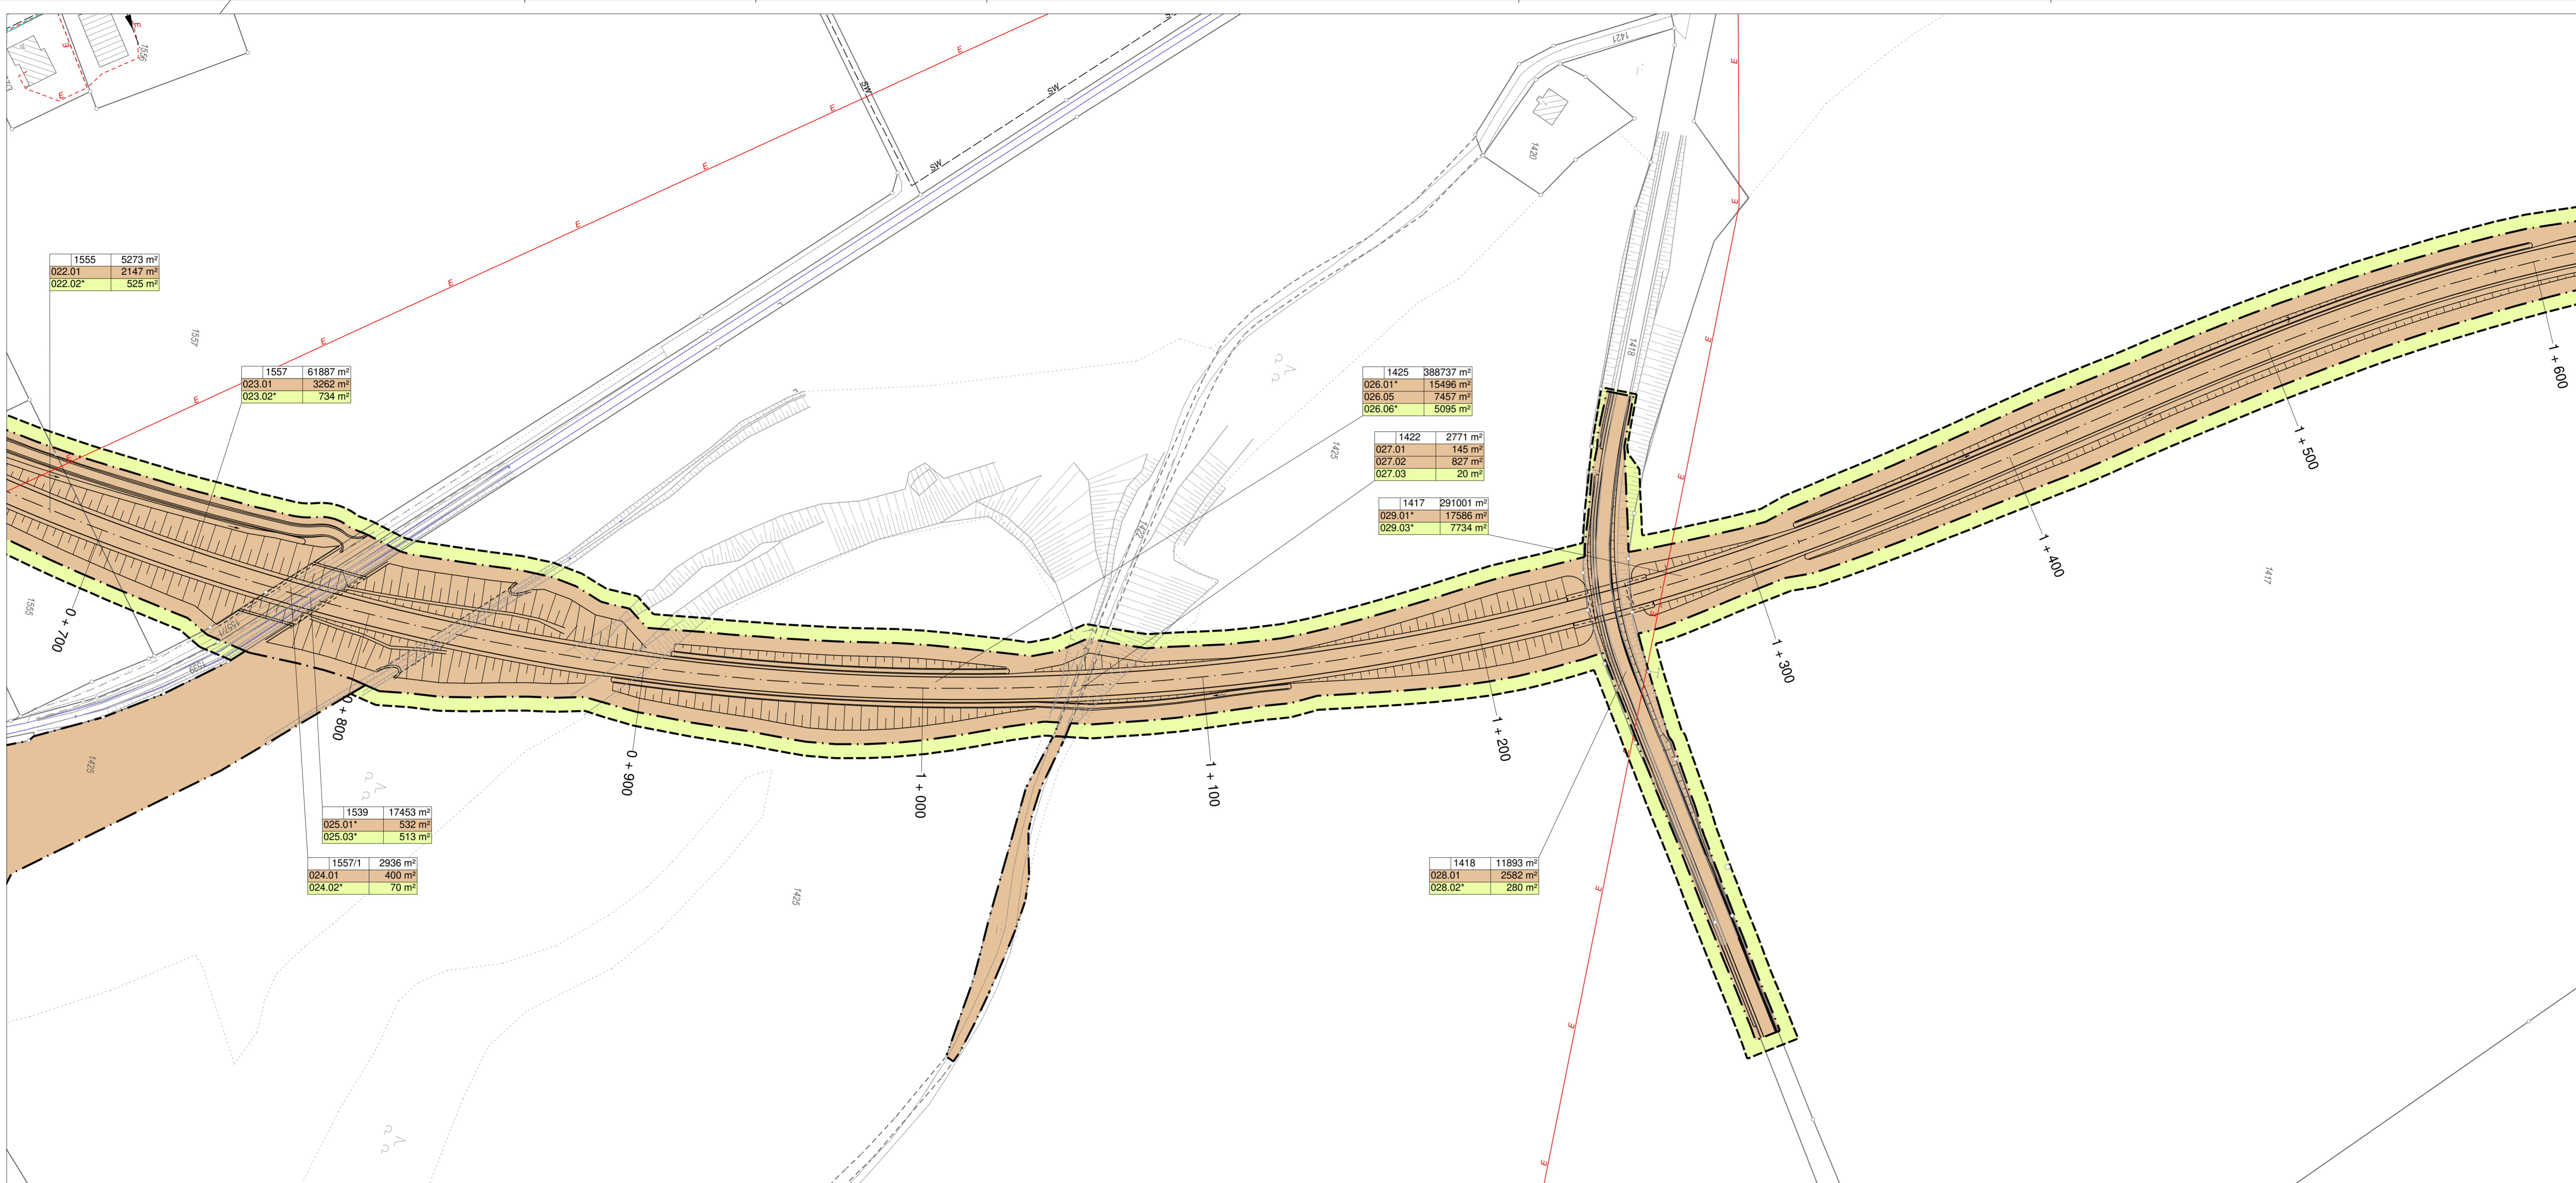 1556
E
E
E
E
SW
SW
SW
SW
E
E
E
E
E
E
E
E
E
1421
1420
E
E
E
E
E
E
E
E
E
1555 5273 m²
022.01 2147 m²
022.02* 525 m²
1557
1557 61887 m²
023.01 3262 m²
023.02* 734 m²
1418
1425 388737 m²
026.01* 15496 m²
026.05 7457 m²
026.06* 5095 m²
1425
1422 2771 m²
027.01 145 m²
027.02 827 m²
027.03 20 m²
1417 291001 m²
029.01* 17586 m²
029.03* 7734 m²
1422
1417
1555
1557/1
1539
1425
0 + 700
0 + 800
0 + 900
1 + 000
1 + 100
1 + 200
1 + 300
1 + 400
1 + 500
1 + 600
1539 17453 m²
025.01* 532 m²
025.03* 513 m²
1557/1 2936 m²
024.01 400 m²
024.02* 70 m²
1425
1418 11893 m²
028.01 2582 m²
028.02* 280 m²